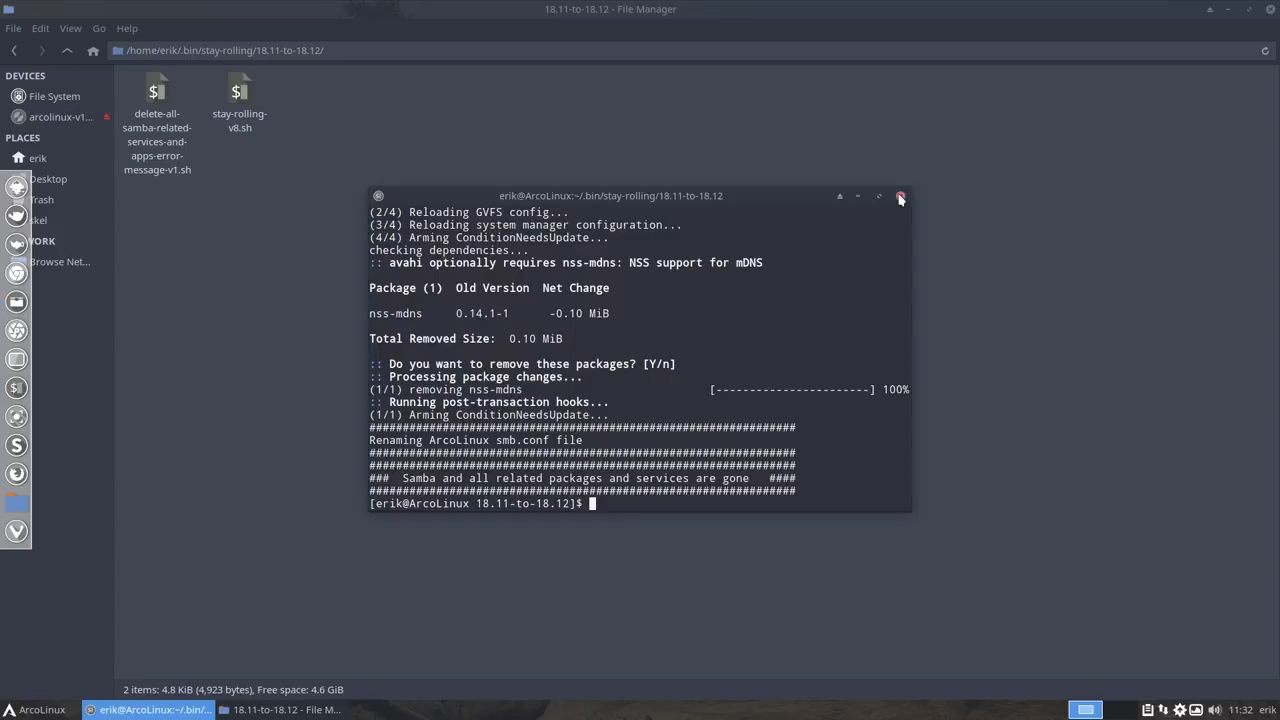 18.11-to-18.12 - File Manager
File Edit View Go Help
/home/erik/.bin/stay-rolling/18.11-to-18.12/
DEVICES
File System
arcolinux-v1...
PLACES
erik
Desktop
Trash
skel
WORK
Browse Net...
delete-all-
samba-related-
services-and-
apps-error-
message-v1.sh
stay-rolling-
v8.sh
erik@ArcoLinux:~/.bin/stay-rolling/18.11-to-18.12
(2/4) Reloading GVFS config...
(3/4) Reloading system manager configuration...
(4/4) Arming ConditionNeedsUpdate...
checking dependencies...
:: avahi optionally requires nss-mdns: NSS support for mDNS
Package (1) Old Version Net Change
nss-mdns 0.14.1-1 -0.10 MiB
Total Removed Size: 0.10 MiB
:: Do you want to remove these packages? [Y/n]
:: Processing package changes...
(1/1) removing nss-mdns [-----------------------] 100%
:: Running post-transaction hooks...
(1/1) Arming ConditionNeedsUpdate...
################################################################
Renaming ArcoLinux smb.conf file
################################################################
################################################################
### Samba and all related packages and services are gone ####
################################################################
[erik@ArcoLinux 18.11-to-18.12]$
2 items: 4.8 KiB (4,923 bytes), Free space: 4.6 GiB
ArcoLinux
erik@ArcoLinux:~/.bin/...
18.11-to-18.12 - File M...
11:32 erik